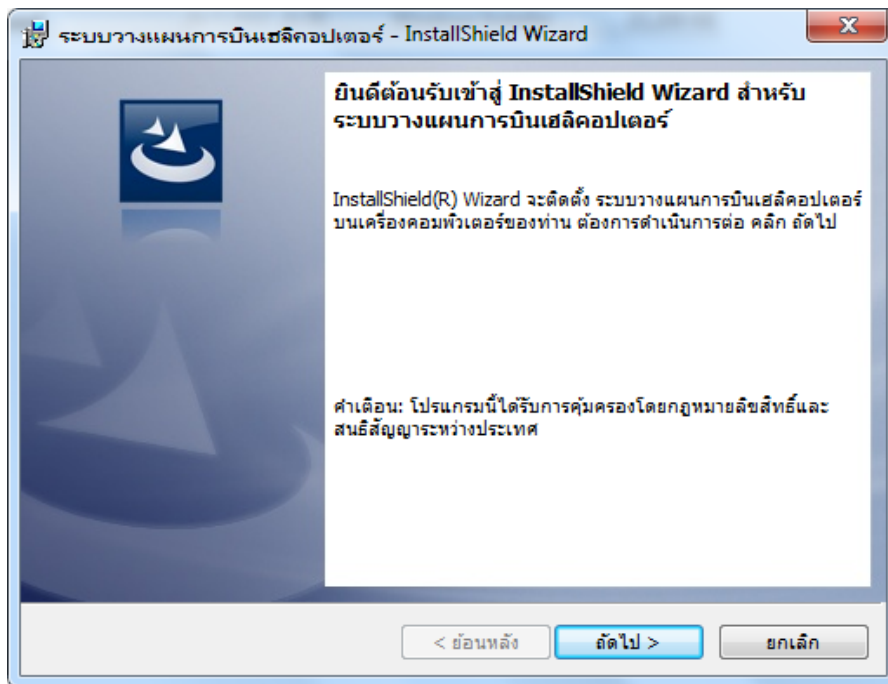 ระบบวางแผนการบินเฮลิคอปเตอร์ - InstallShield Wizard
ยินดีต้อนรับเข้าสู่ InstallShield Wizard สำหรับ
ระบบวางแผนการบินเฮลิคอปเตอร์
InstallShield(R) Wizard จะติดตั้ง ระบบวางแผนการบินเฮลิคอปเตอร์
บนเครื่องคอมพิวเตอร์ของท่าน ต้องการดำเนินการต่อ คลิก ถัดไป
คำเตือน: โปรแกรมนี้ได้รับการคุ้มครองโดยกฎหมายลิขสิทธิ์และ
สนธิสัญญาระหว่างประเทศ
< ย้อนหลัง
ถัดไป >
ยกเลิก